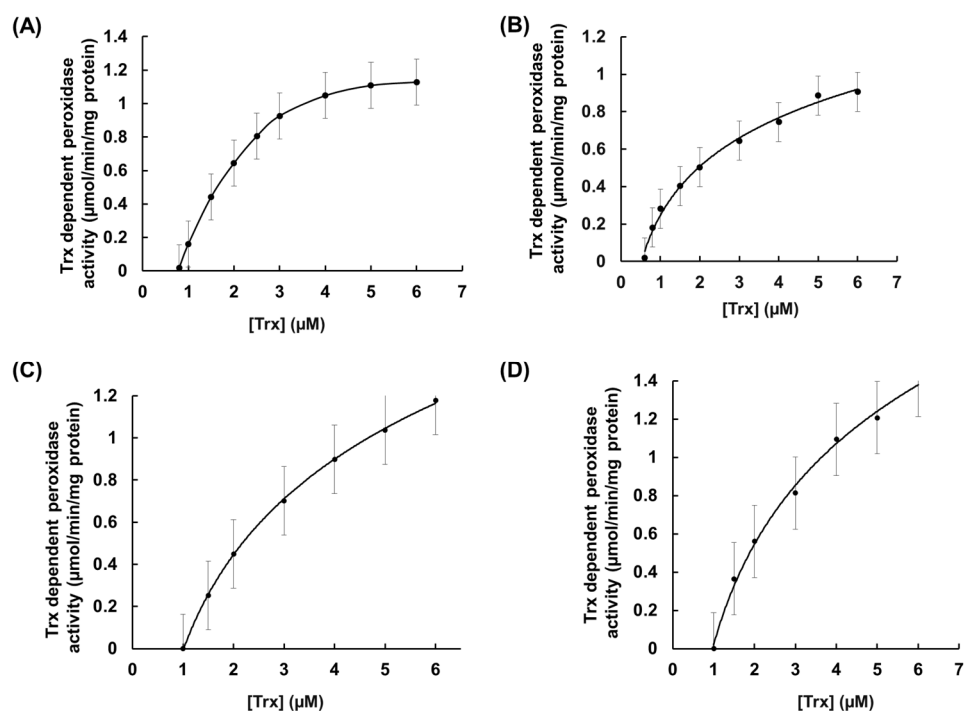 (A)
Trx dependent peroxidase
activity (µmol/min/mg protein)
1.4
1.2
1
0.8
0.6
0.4
0.2
0
0 1 2 3 4 5 6 7
[Trx] (µM)
(B)
Trx dependent peroxidase
activity (µmol/min/mg protein)
1.2
1
0.8
0.6
0.4
0.2
0
0 1 2 3 4 5 6 7
[Trx] (µM)
(C)
Trx dependent peroxidase
activity (µmol/min/mg protein)
1.2
1
0.8
0.6
0.4
0.2
0
0 1 2 3 4 5 6
[Trx] (µM)
(D)
Trx dependent peroxidase
activity (µmol/min/mg protein)
1.4
1.2
1
0.8
0.6
0.4
0.2
0
0 1 2 3 4 5 6 7
[Trx] (µM)